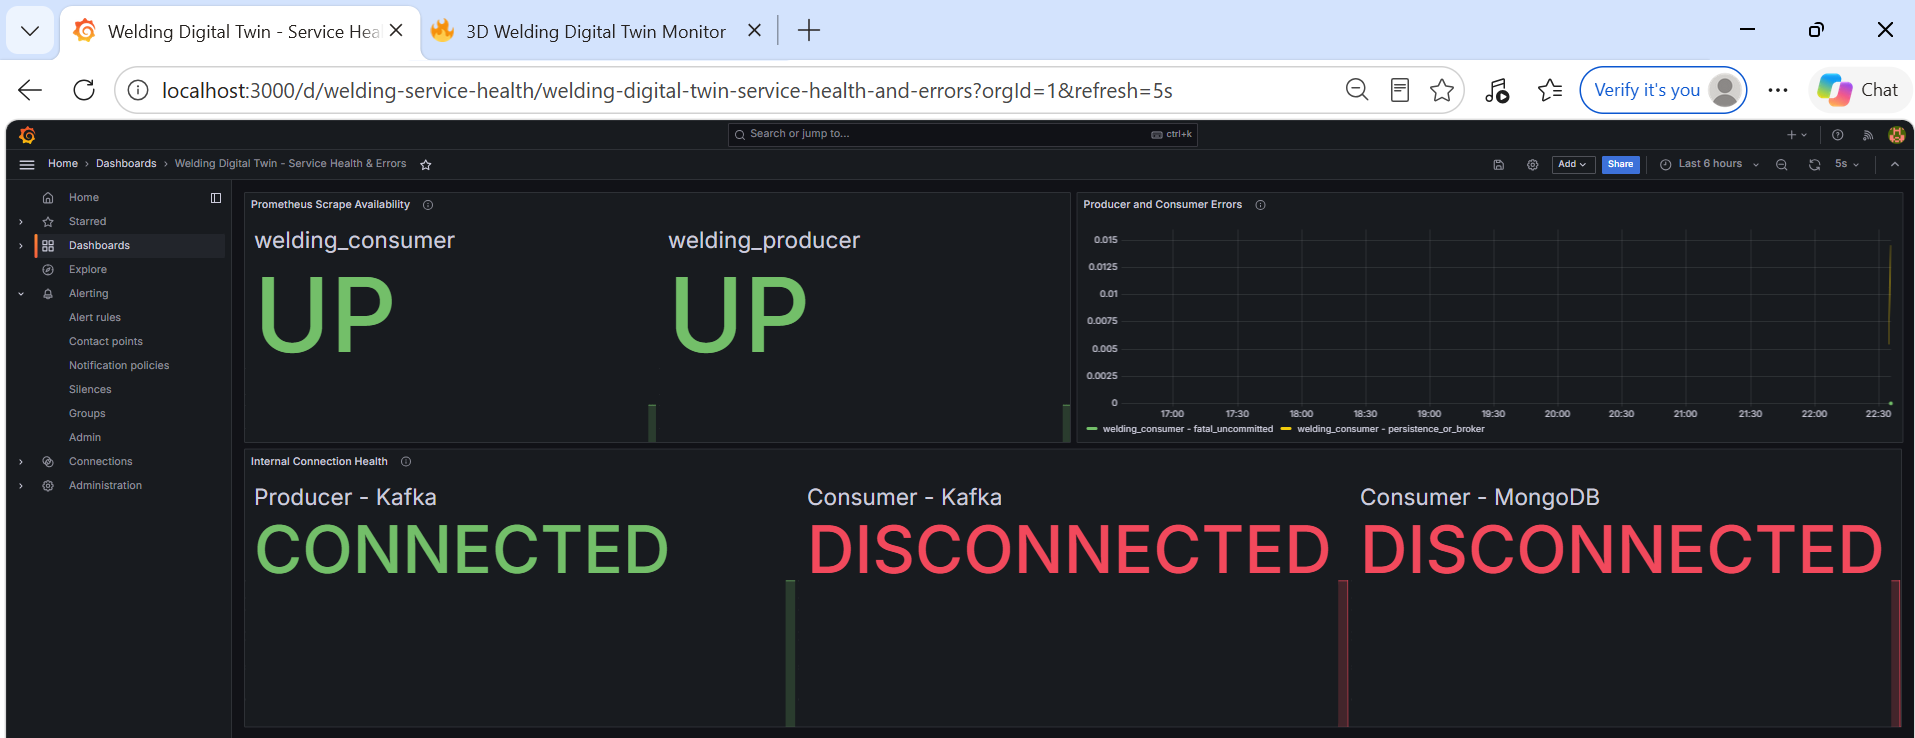 Welding Digital Twin - Service Hea
3D Welding Digital Twin Monitor
localhost:3000/d/welding-service-health/welding-digital-twin-service-health-and-errors?orgId=1&refresh=5s
Verify it's you
Chat
Search or jump to...
ctrl+k
Home › Dashboards › Welding Digital Twin - Service Health & Errors
Add
Share
Last 6 hours
5s
Home
Starred
Dashboards
Explore
Alerting
Alert rules
Contact points
Notification policies
Silences
Groups
Admin
Connections
Administration
Prometheus Scrape Availability
welding_consumer
UP
welding_producer
UP
Producer and Consumer Errors
0.015
0.0125
0.01
0.0075
0.005
0.0025
0
17:00 17:30 18:00 18:30 19:00 19:30 20:00 20:30 21:00 21:30 22:00 22:30
welding_consumer - fatal_uncommitted welding_consumer - persistence_or_broker
Internal Connection Health
Producer - Kafka
CONNECTED
Consumer - Kafka
DISCONNECTED
Consumer - MongoDB
DISCONNECTED